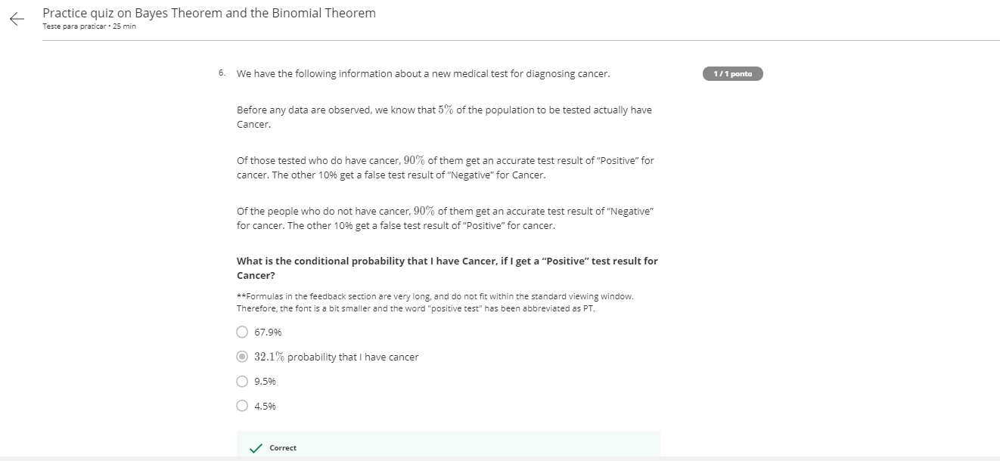 Practice quiz on Bayes Theorem and the Binomial Theorem
Teste para praticar • 25 min
6. We have the following information about a new medical test for diagnosing cancer.
1 / 1 ponto
Before any data are observed, we know that 5% of the population to be tested actually have
Cancer.
Of those tested who do have cancer, 90% of them get an accurate test result of “Positive” for
cancer. The other 10% get a false test result of “Negative” for Cancer.
Of the people who do not have cancer, 90% of them get an accurate test result of “Negative”
for cancer. The other 10% get a false test result of “Positive” for cancer.
What is the conditional probability that I have Cancer, if I get a “Positive” test result for
Cancer?
**Formulas in the feedback section are very long, and do not fit within the standard viewing window.
Therefore, the font is a bit smaller and the word "positive test" has been abbreviated as PT.
67.9%
32.1% probability that I have cancer
9.5%
4.5%
Correct